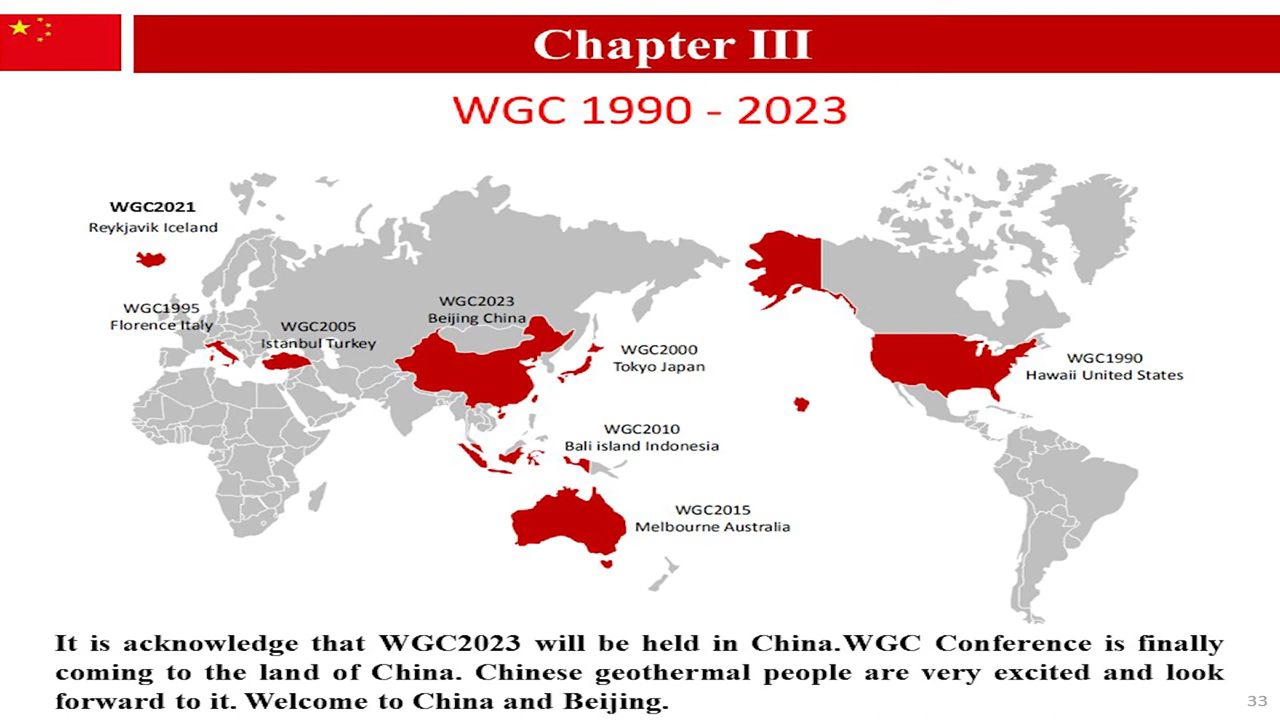 Chapter III
WGC 1990 - 2023
WGC2021
Reykjavik Iceland
WGC1995
Florence Italy
WGC2005
Istanbul Turkey
WGC2023
Beijing China
WGC2000
Tokyo Japan
WGC1990
Hawaii United States
WGC2010
Bali island Indonesia
WGC2015
Melbourne Australia
It is acknowledge that WGC2023 will be held in China.WGC Conference is finally
coming to the land of China. Chinese geothermal people are very excited and look
forward to it. Welcome to China and Beijing.
33